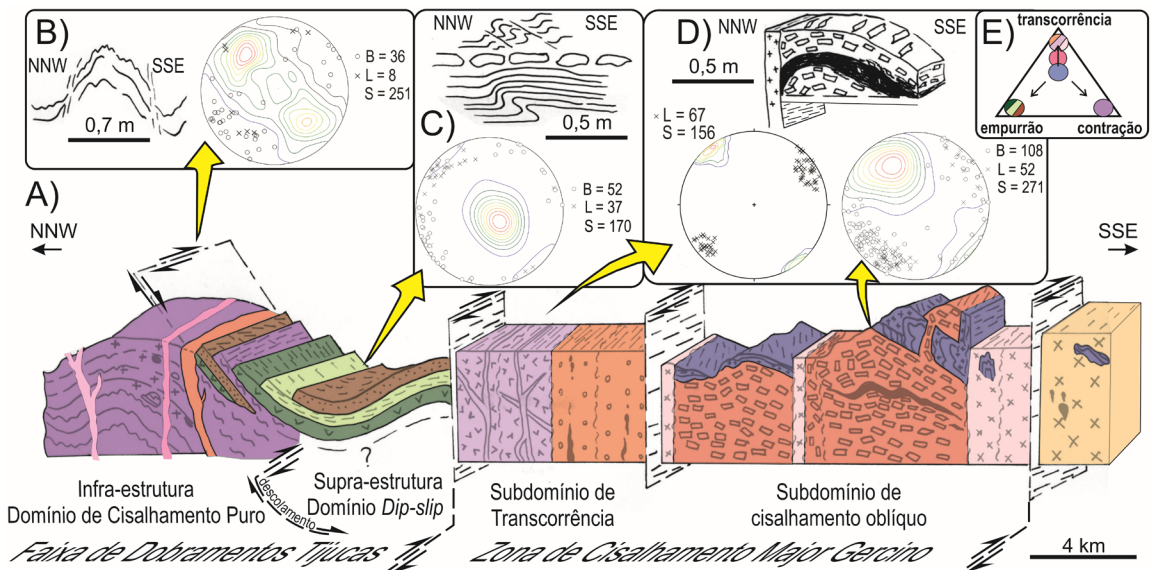 B)
NNW
SSE
0,7 m
B = 36
× L = 8
S = 251
NNW
SSE
0,5 m
C)
B = 52
× L = 37
S = 170
D)
NNW
SSE
0,5 m
× L = 67
S = 156
B = 108
× L = 52
S = 271
E)
transcorrência
empurrão
contração
A)
NNW
SSE
?
descolamento
Infra-estrutura
Domínio de Cisalhamento Puro
Supra-estrutura
Domínio Dip-slip
Subdomínio de
Transcorrência
Subdomínio de
cisalhamento oblíquo
Faixa de Dobramentos Tijucas
Zona de Cisalhamento Major Gercino
4 km